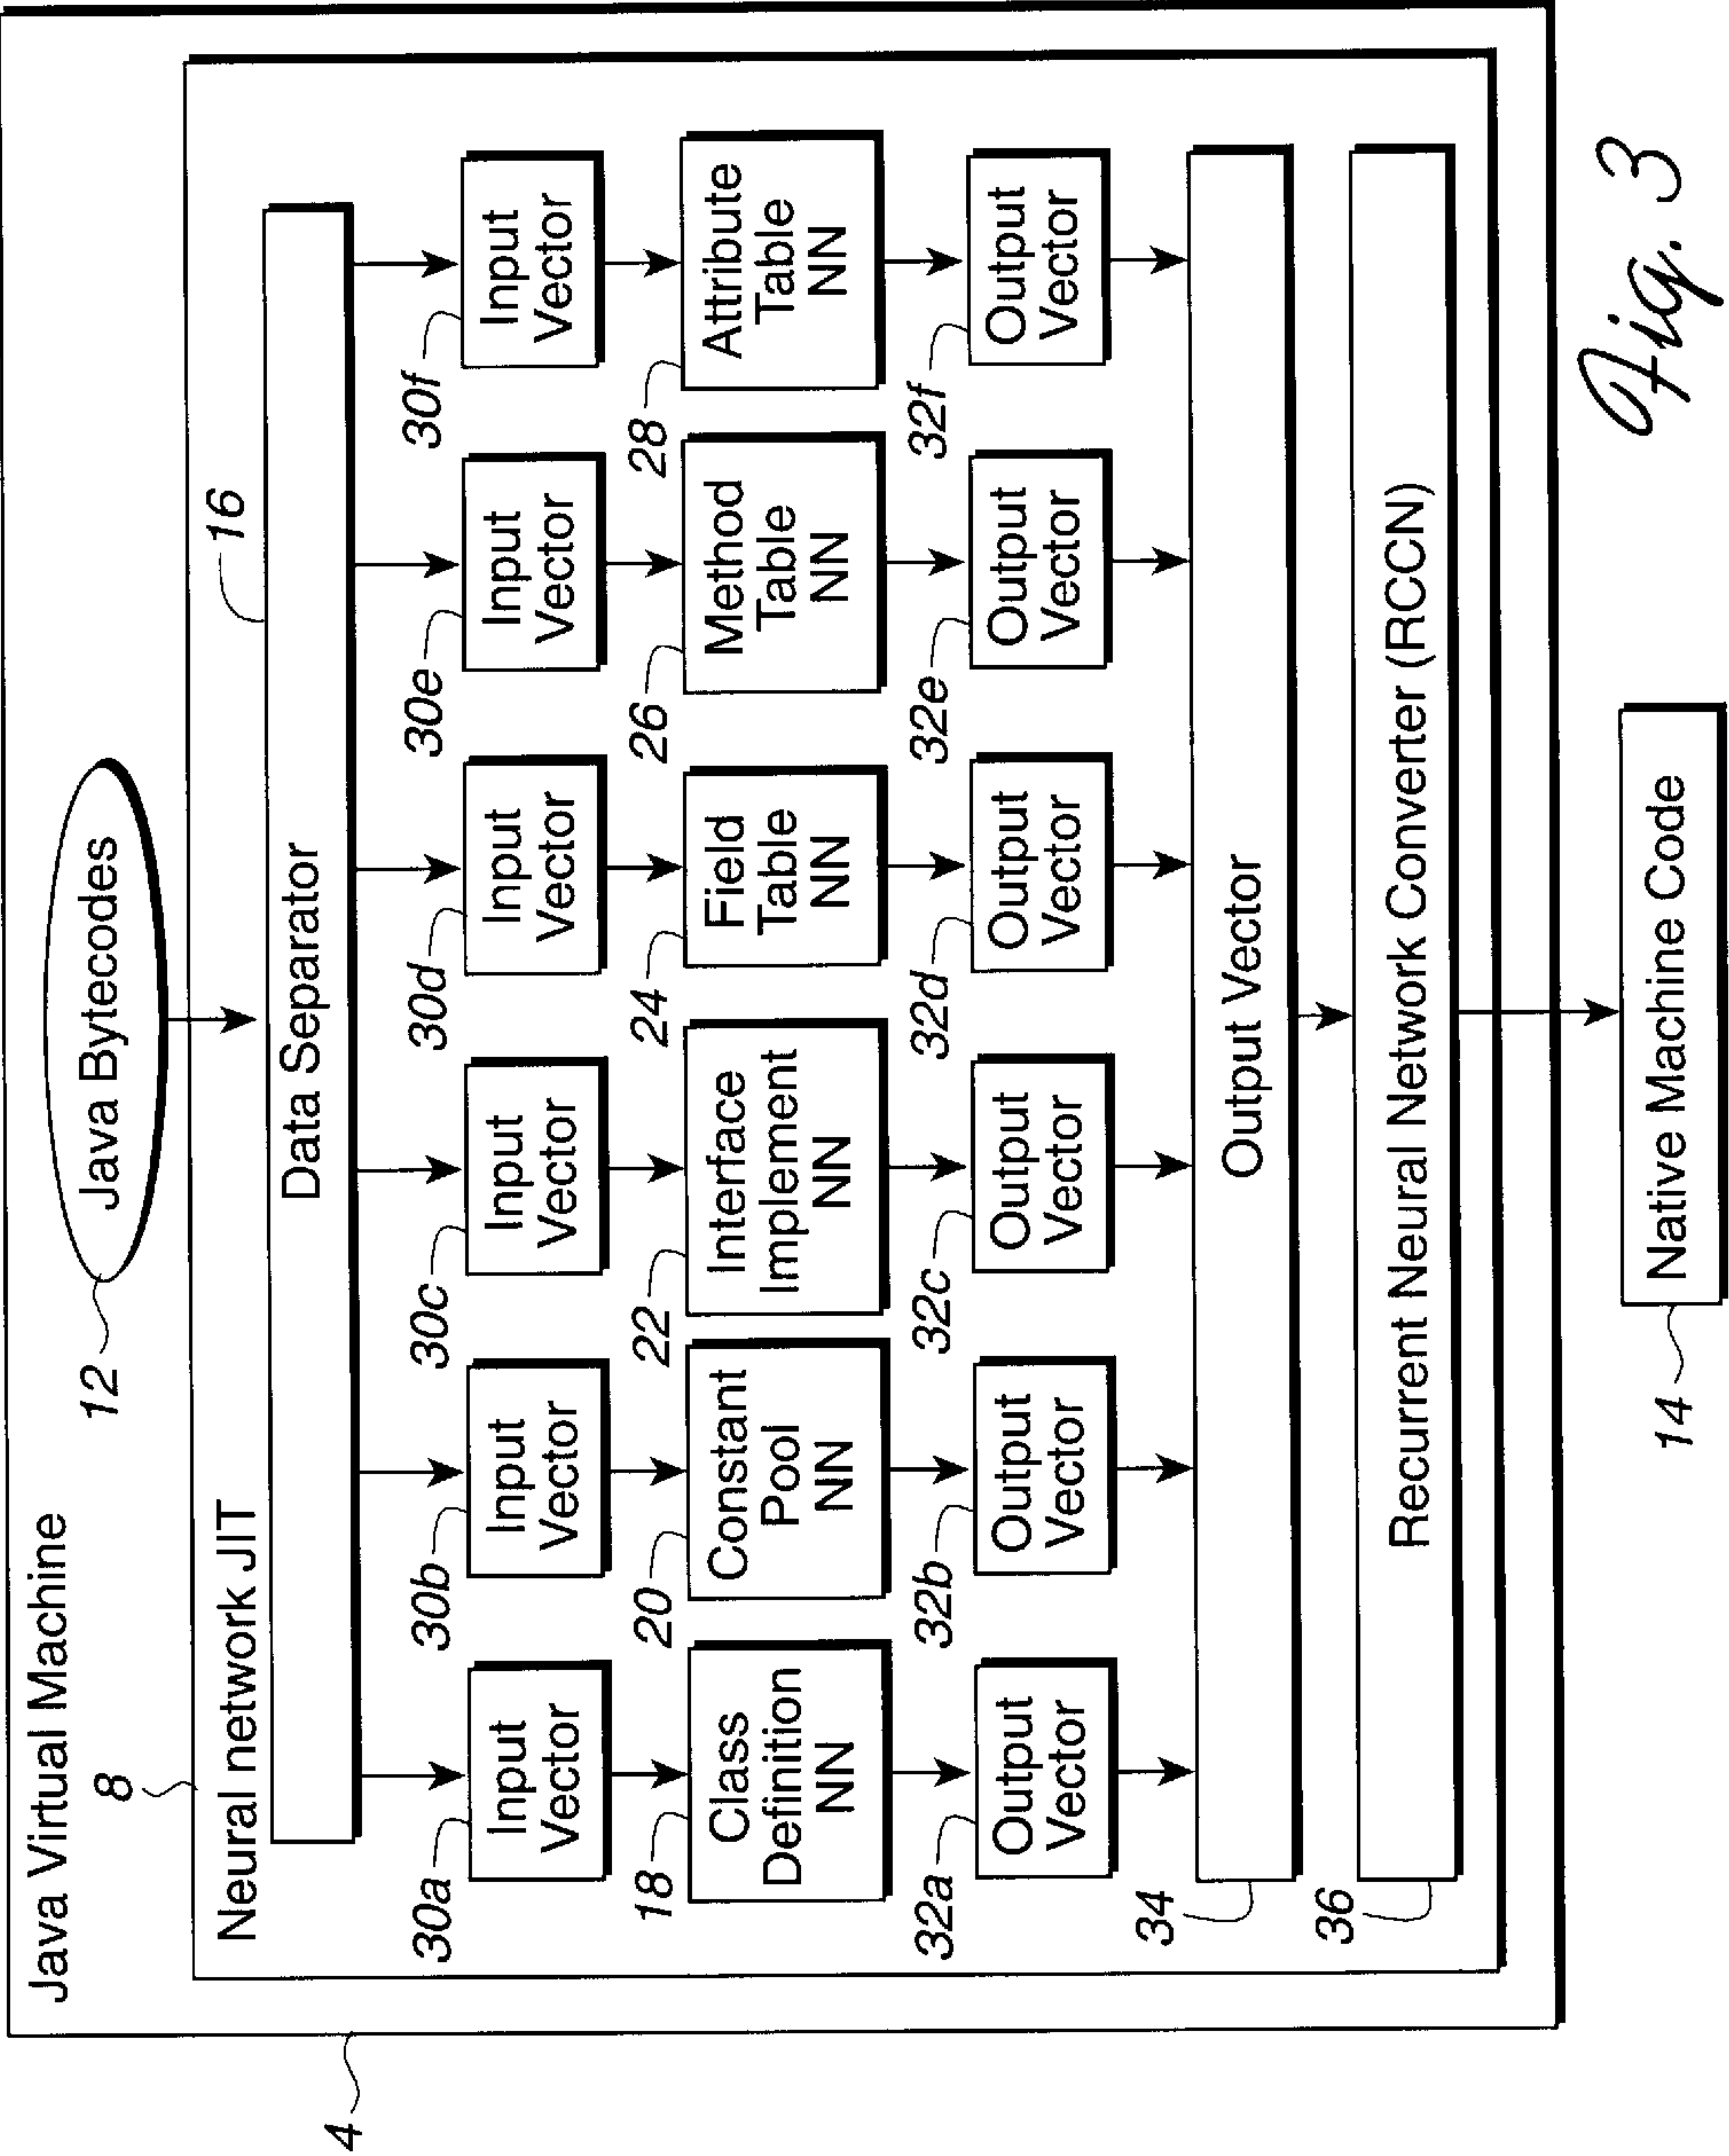 Java Virtual Machine
12
Java Bytecodes
8
Neural network JIT
16
Data Separator
30a
30b
30c
30d
30e
30f
Input
Vector
Input
Vector
Input
Vector
Input
Vector
Input
Vector
Input
Vector
18
20
22
24
26
28
Class
Definition
NN
Constant
Pool
NN
Interface
Implement
NN
Field
Table
NN
Method
Table
NN
Attribute
Table
NN
32a
32b
32c
32d
32e
32f
Output
Vector
Output
Vector
Output
Vector
Output
Vector
Output
Vector
Output
Vector
34
Output Vector
36
Recurrent Neural Network Converter (RCCN)
4
14
Native Machine Code
Fig. 3